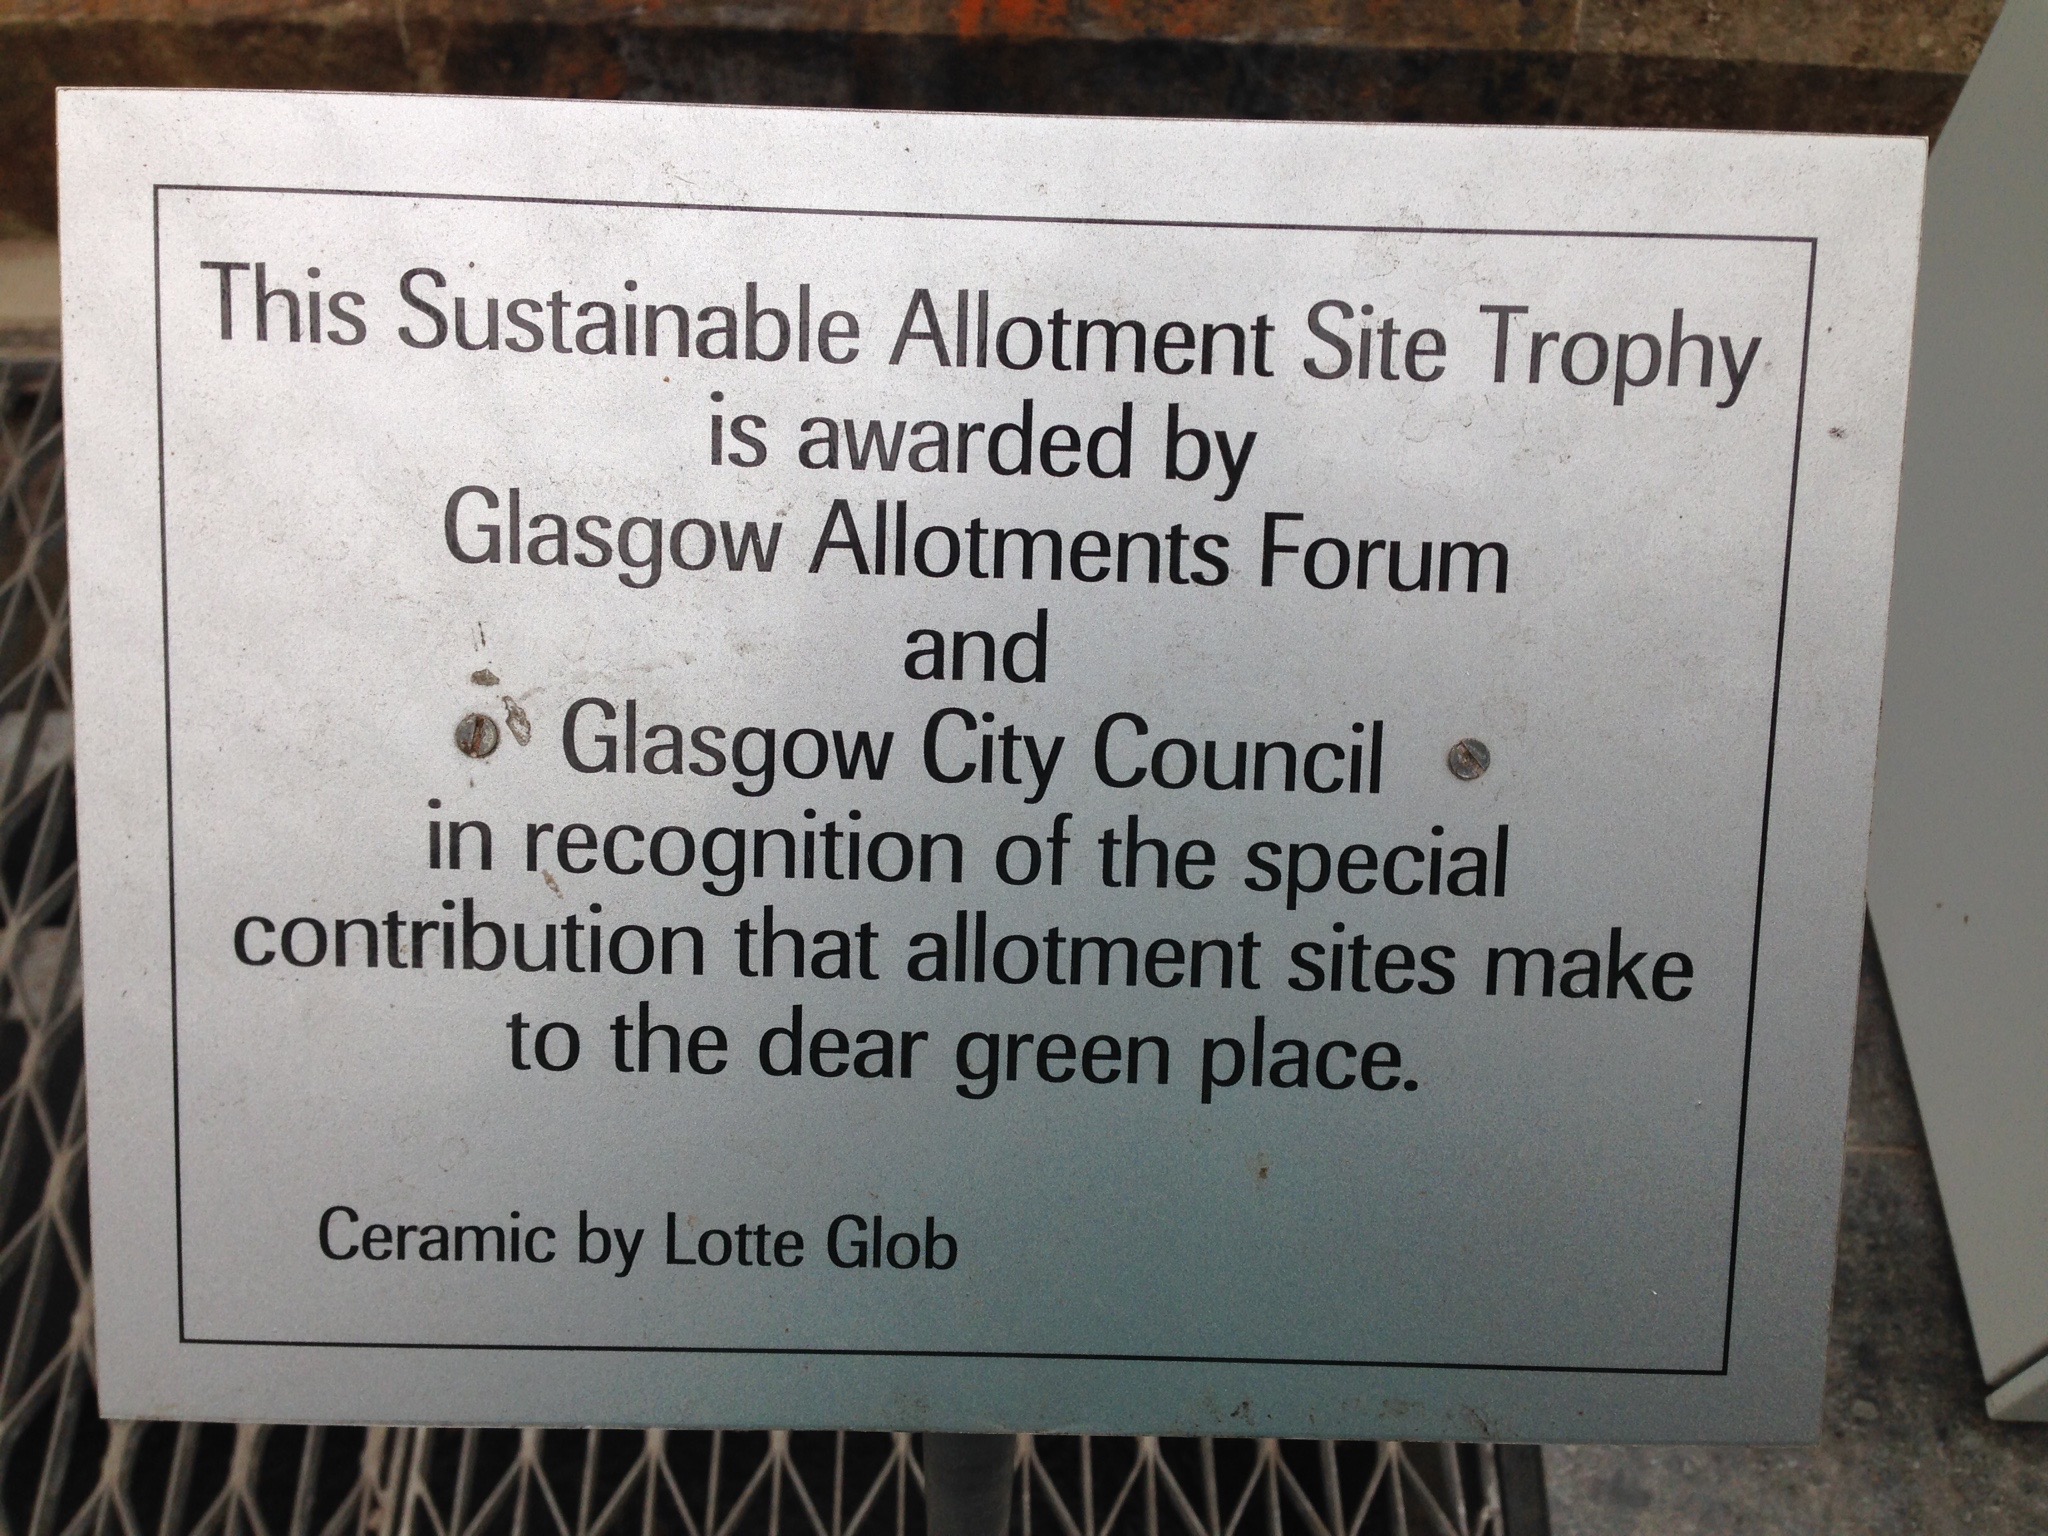 This Sustainable Allotment Site Trophy
is awarded by
Glasgow Allotments Forum
and
Glasgow City Council
in recognition of the special
contribution that allotment sites make
to the dear green place.
Ceramic by Lotte Glob